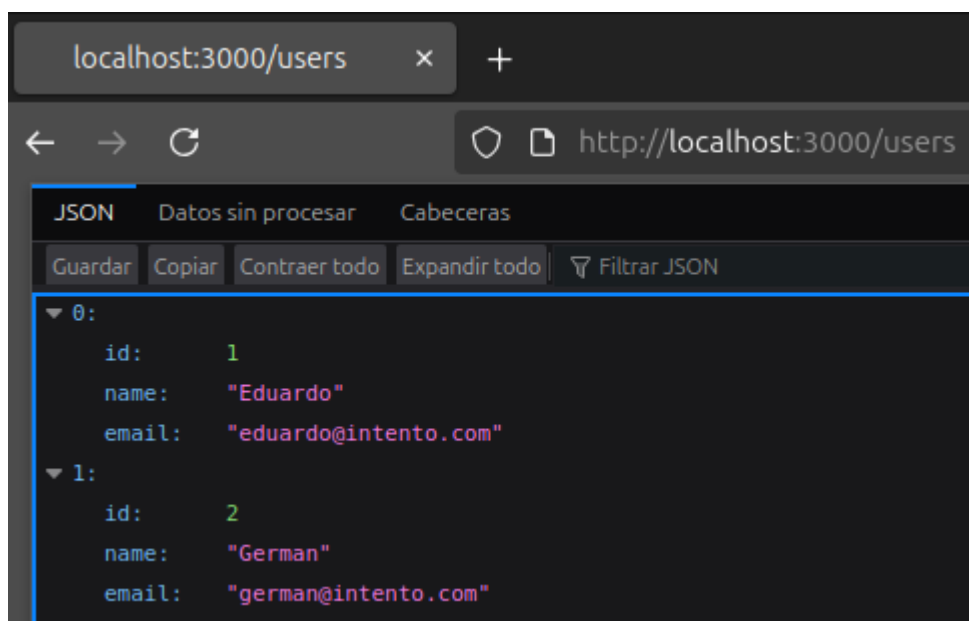 localhost:3000/users × +
http://localhost:3000/users
JSON Datos sin procesar Cabeceras
Guardar Copiar Contraer todo Expandir todo Filtrar JSON
0:
id: 1
name: "Eduardo"
email: "eduardo@intento.com"
1:
id: 2
name: "German"
email: "german@intento.com"